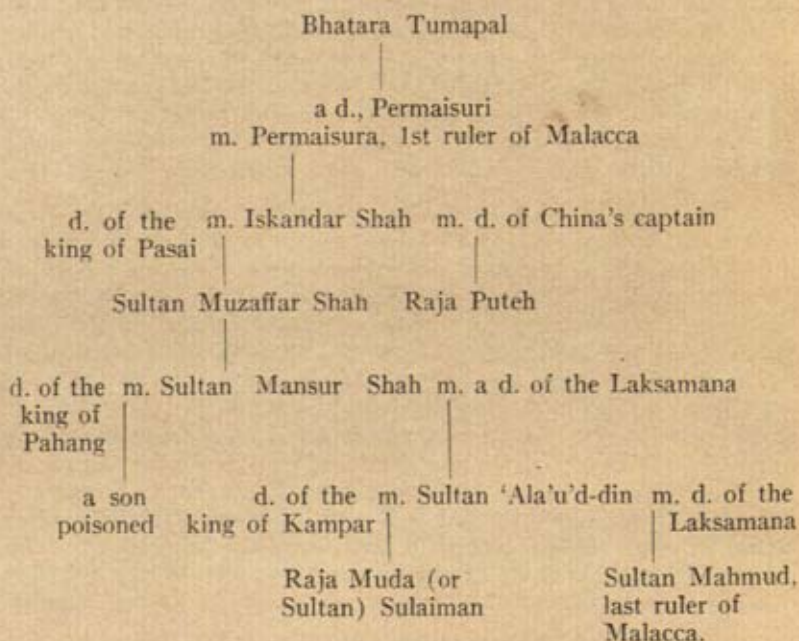 Bhatara Tumapal
a d., Permaisuri
m. Permaisura, 1st ruler of Malacca
d. of the m. Iskandar Shah m. d. of China's captain
king of Pasai
Sultan Muzaffar Shah Raja Puteh
d. of the m. Sultan Mansur Shah m. a d. of the Laksamana
king of
Pahang
a son d. of the m. Sultan 'Ala'u'd-din m. d. of the
poisoned king of Kampar Laksamana
Raja Muda (or Sultan Mahmud,
Sultan) Sulaiman last ruler of
Malacca.